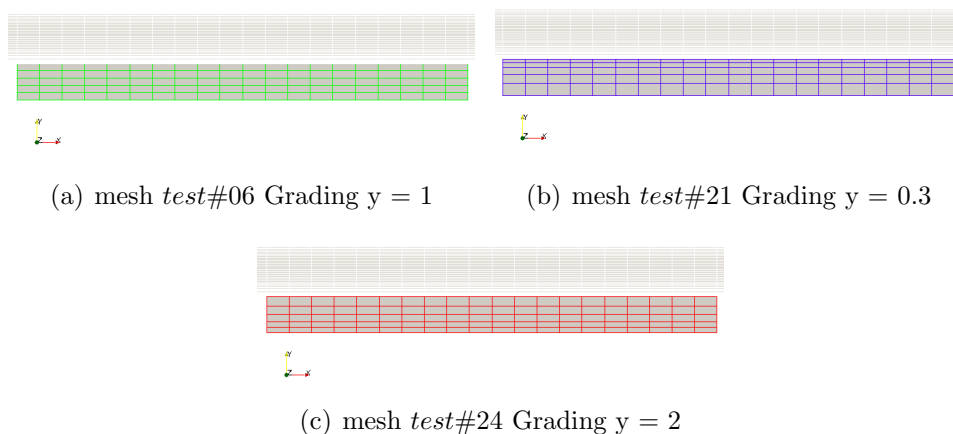 Y
Z
X
Y
Z
X
(a) mesh test#06 Grading y = 1
(b) mesh test#21 Grading y = 0.3
Y
Z
X
(c) mesh test#24 Grading y = 2